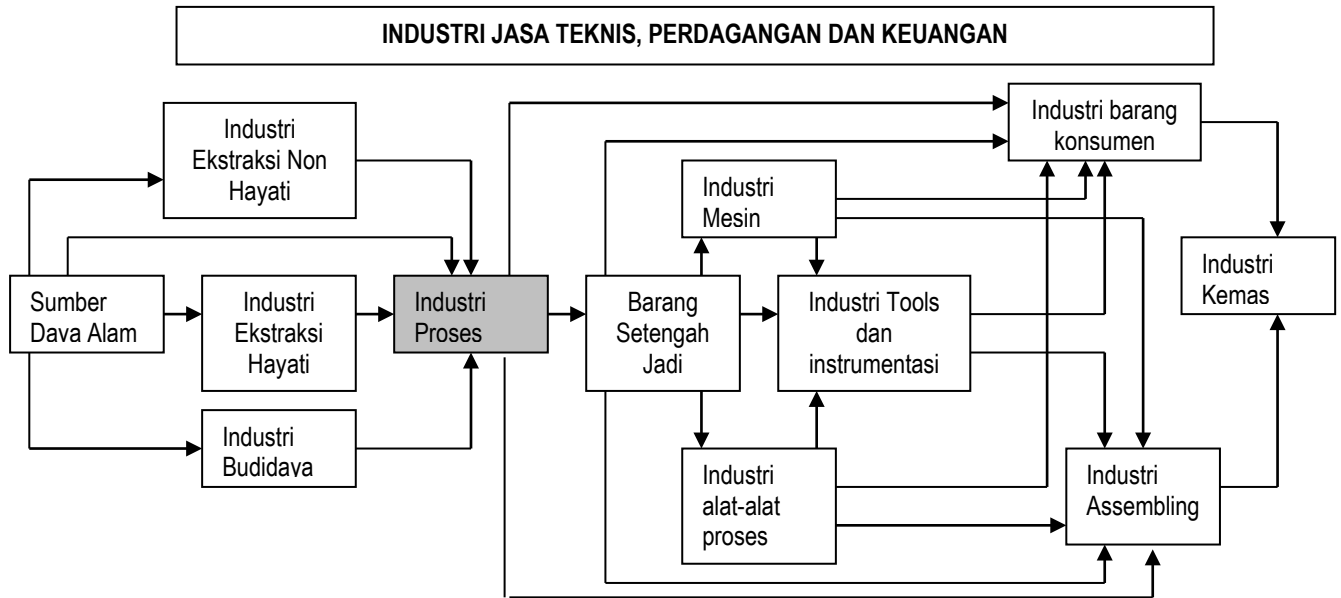 INDUSTRI JASA TEKNIS, PERDAGANGAN DAN KEUANGAN
Industri
Ekstraksi Non
Hayati
Industri barang
konsumen
Industri
Mesin
Sumber
Dava Alam
Industri
Ekstraksi
Hayati
Industri
Proses
Barang
Setengah
Jadi
Industri Tools
dan
instrumentasi
Industri
Kemas
Industri
Budidava
Industri
alat-alat
proses
Industri
Assembling